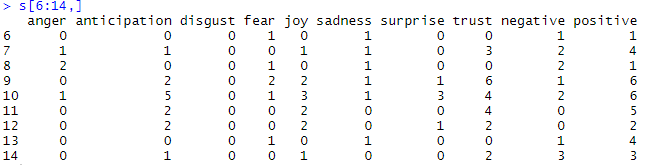 > s[6:14,]
anger anticipation disgust fear joy sadness surprise trust negative positive
6 0 0 0 1 0 1 0 0 1 1
7 1 1 0 0 1 1 0 3 2 4
8 2 0 0 1 0 1 0 0 2 1
9 0 2 0 2 2 1 1 6 1 6
10 1 5 0 1 3 1 3 4 2 6
11 0 2 0 0 2 0 0 4 0 5
12 0 2 0 0 2 0 1 2 0 2
13 0 0 0 1 0 1 0 0 1 4
14 0 1 0 0 1 0 0 2 3 3